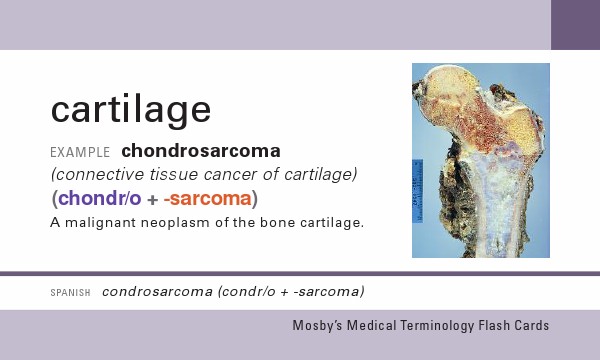 cartilage
EXAMPLE chondrosarcoma
(connective tissue cancer of cartilage)
(chondr/o + -sarcoma)
A malignant neoplasm of the bone cartilage.
SPANISH condrosarcoma (condr/o + -sarcoma)
Mosby's Medical Terminology Flash Cards